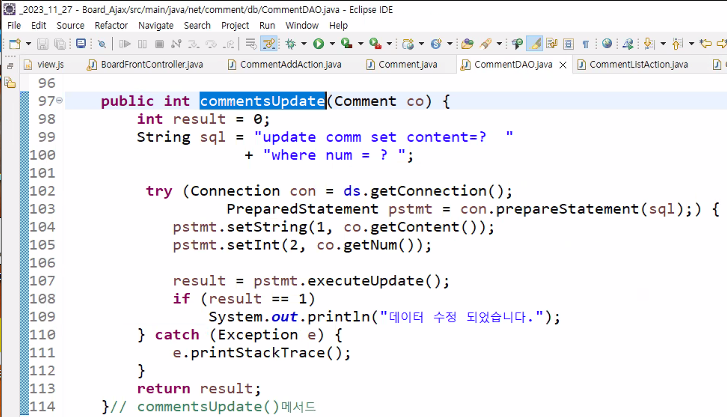 _2023_11_27 - Board_Ajax/src/main/java/net/comment/db/CommentDAO.java - Eclipse IDE
File Edit Source Refactor Navigate Search Project Run Window Help
view.js BoardFrontController.java CommentAddAction.java Comment.java CommentDAO.java CommentListAction.java
96
97 public int commentsUpdate(Comment co) {
98 int result = 0;
99 String sql = "update comm set content=?  "
100 + "where num = ? ";
101
102 try (Connection con = ds.getConnection();
103 PreparedStatement pstmt = con.prepareStatement(sql);) {
104 pstmt.setString(1, co.getContent());
105 pstmt.setInt(2, co.getNum());
106
107 result = pstmt.executeUpdate();
108 if (result == 1)
109 System.out.println("데이터 수정 되었습니다.");
110 } catch (Exception e) {
111 e.printStackTrace();
112 }
113 return result;
114 }// commentsUpdate()메서드